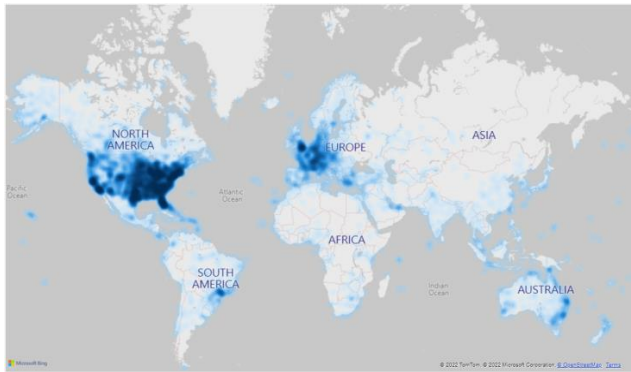 NORTH
AMERICA
EUROPE
ASIA
Pacific
Ocean
Atlantic
Ocean
AFRICA
SOUTH
AMERICA
Indian
Ocean
AUSTRALIA
Microsoft Bing
© 2022 TomTom, © 2022 Microsoft Corporation, © OpenStreetMap Terms